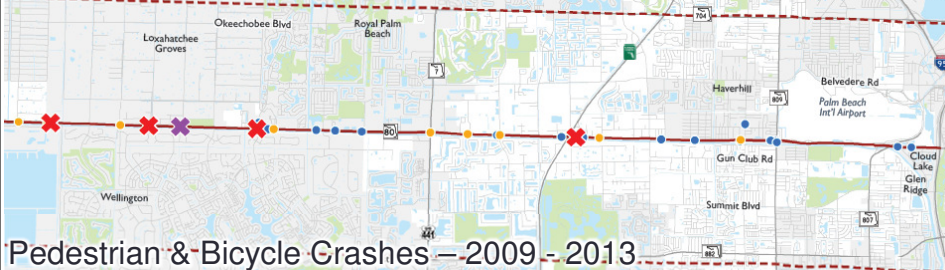 704
Okeechobee Blvd
Royal Palm
Beach
Loxahatchee
Groves
7
95
Belvedere Rd
Haverhill
809
Palm Beach
Int'l Airport
80
Gun Club Rd
Cloud
Lake
Glen
Ridge
Wellington
Summit Blvd
807
441
882
Pedestrian & Bicycle Crashes – 2009 - 2013